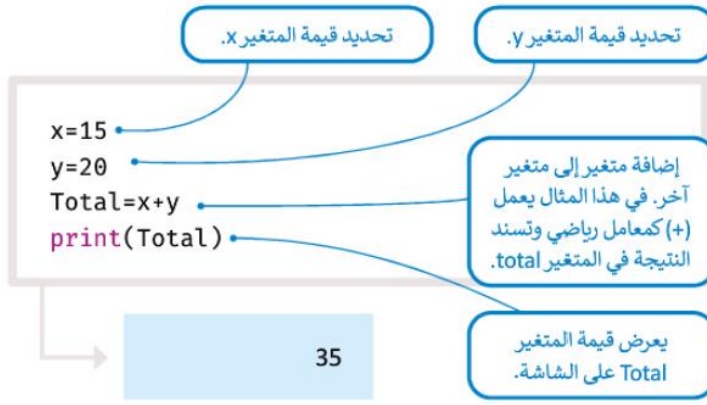 تحديد قيمة المتغير y.
تحديد قيمة المتغير x.
x=15
y=20
Total=x+y
print(Total)
إضافة متغير إلى متغير
آخر. في هذا المثال يعمل
(+) كمعامل رياضي وتسند
النتيجة في المتغير total.
يعرض قيمة المتغير
Total على الشاشة.
35